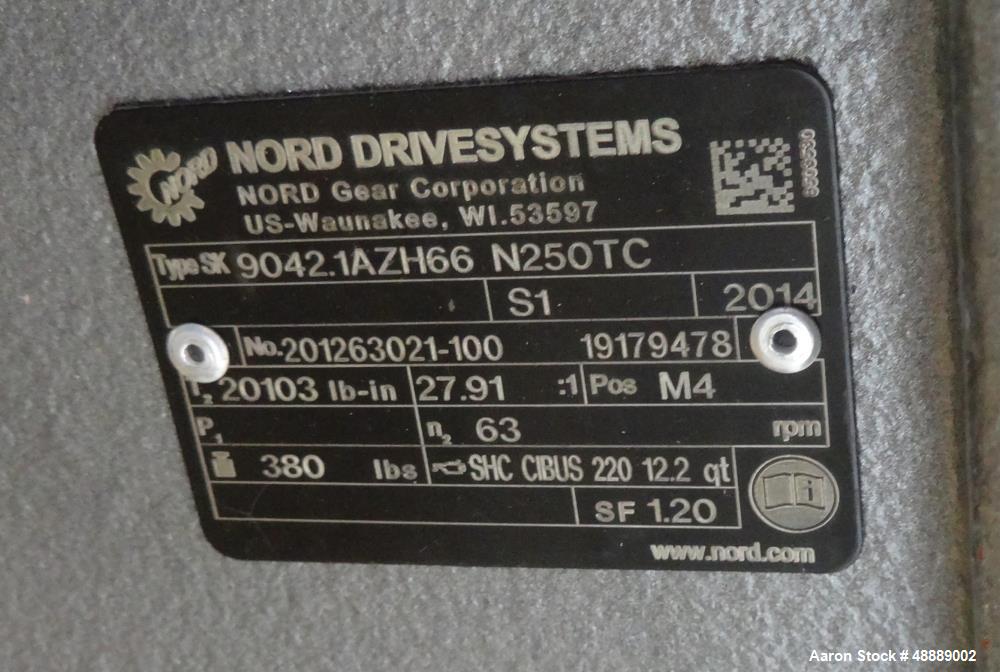 NORD
NORD DRIVESYSTEMS
NORD Gear Corporation
US-Waunakee, WI.53597
Type SK 9042.1AZH66 N250TC
S1 2014
No.201263021-100 19179478
T2 20103 lb-in 27.91 :1 Pos M4
P1 n2 63 rpm
380 lbs SHC CIBUS 220 12.2 qt
i
SF 1.20
www.nord.com
Aaron Stock # 48889002